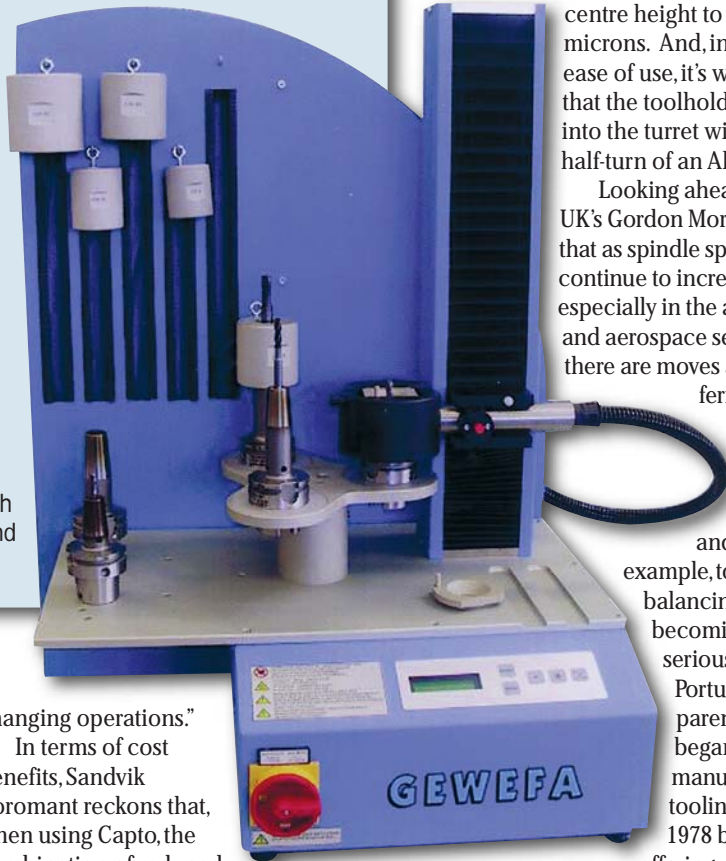 th
nd
hanging operations.”
In terms of cost
enefits, Sandvik
oromant reckons that,
hen using Capto, the
GEWEFA
centre height to
microns. And, in
ease of use, it's w
that the toolhold
into the turret wi
half-turn of an Al
Looking ahea
UK's Gordon Mor
that as spindle sp
continue to incre
especially in the a
and aerospace se
there are moves a
fer
and
example, to
balancin
becomi
serious
Portu
paren
began
manu
toolin
1978 b